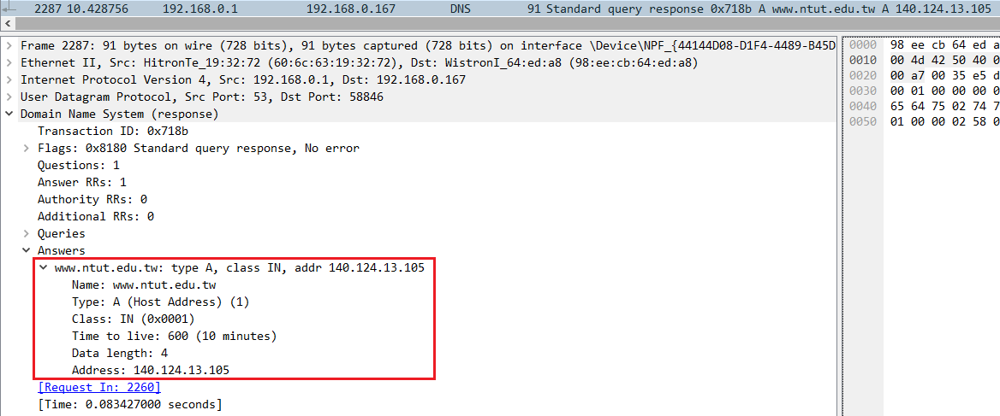 2287 10.428756 192.168.0.1 192.168.0.167 DNS 91 Standard query response 0x718b A www.ntut.edu.tw A 140.124.13.105
Frame 2287: 91 bytes on wire (728 bits), 91 bytes captured (728 bits) on interface \Device\NPF_{44144D08-D1F4-4489-B45D
Ethernet II, Src: HitronTe_19:32:72 (60:6c:63:19:32:72), Dst: WistronI_64:ed:a8 (98:ee:cb:64:ed:a8)
Internet Protocol Version 4, Src: 192.168.0.1, Dst: 192.168.0.167
User Datagram Protocol, Src Port: 53, Dst Port: 58846
Domain Name System (response)
Transaction ID: 0x718b
Flags: 0x8180 Standard query response, No error
Questions: 1
Answer RRs: 1
Authority RRs: 0
Additional RRs: 0
Queries
Answers
www.ntut.edu.tw: type A, class IN, addr 140.124.13.105
Name: www.ntut.edu.tw
Type: A (Host Address) (1)
Class: IN (0x0001)
Time to live: 600 (10 minutes)
Data length: 4
Address: 140.124.13.105
[Request In: 2260]
[Time: 0.083427000 seconds]
0000 98 ee cb 64 ed a
0010 00 4d 42 50 40 0
0020 00 a7 00 35 e5 d
0030 00 01 00 00 00 0
0040 65 64 75 02 74 7
0050 01 00 00 02 58 0